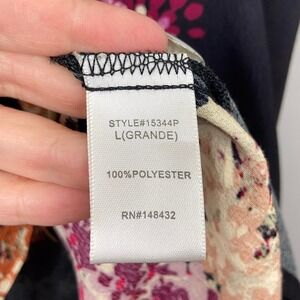 STYLE#15344P
L(GRANDE)
100%POLYESTER
RN#148432